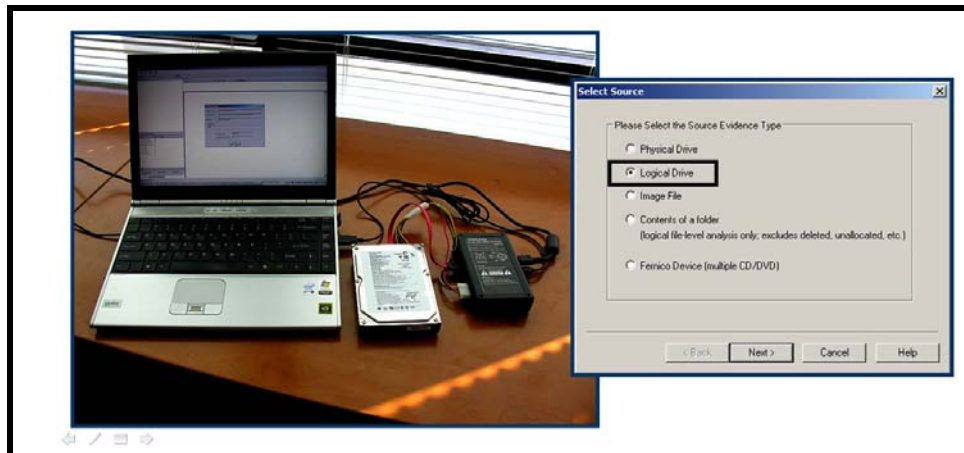 Select Source
Please Select the Source Evidence Type
Physical Drive
Logical Drive
Image File
Contents of a folder
(logical file-level analysis only; excludes deleted, unallocated, etc.)
Fernico Device (multiple CD/DVD)
< Back
Next >
Cancel
Help